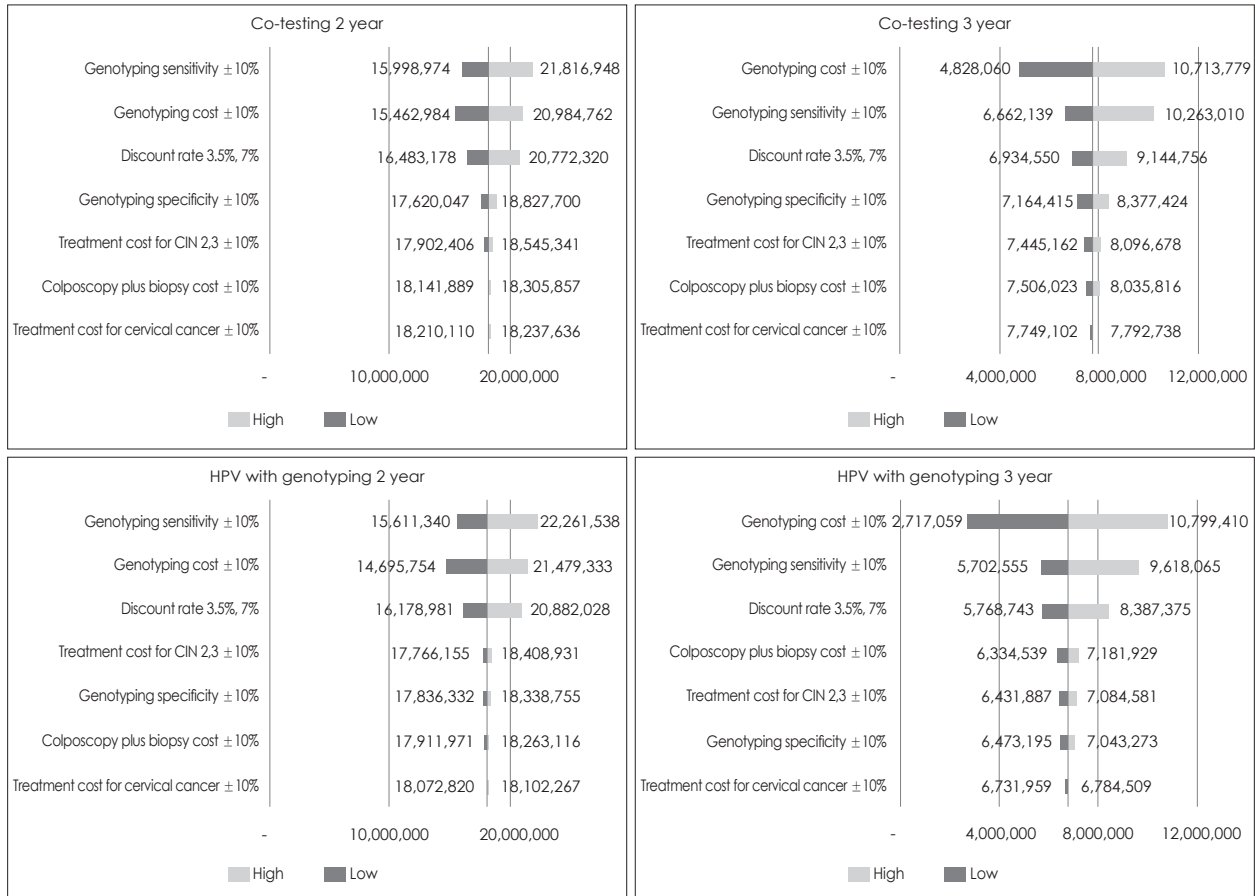 Co-testing 2 year
Genotyping sensitivity ±10% 15,998,974 21,816,948
Genotyping cost ±10% 15,462,984 20,984,762
Discount rate 3.5%, 7% 16,483,178 20,772,320
Genotyping specificity ±10% 17,620,047 18,827,700
Treatment cost for CIN 2,3 ±10% 17,902,406 18,545,341
Colposcopy plus biopsy cost ±10% 18,141,889 18,305,857
Treatment cost for cervical cancer ±10% 18,210,110 18,237,636
- 10,000,000 20,000,000
High Low
Co-testing 3 year
Genotyping cost ±10% 4,828,060 10,713,779
Genotyping sensitivity ±10% 6,662,139 10,263,010
Discount rate 3.5%, 7% 6,934,550 9,144,756
Genotyping specificity ±10% 7,164,415 8,377,424
Treatment cost for CIN 2,3 ±10% 7,445,162 8,096,678
Colposcopy plus biopsy cost ±10% 7,506,023 8,035,816
Treatment cost for cervical cancer ±10% 7,749,102 7,792,738
- 4,000,000 8,000,000 12,000,000
High Low
HPV with genotyping 2 year
Genotyping sensitivity ±10% 15,611,340 22,261,538
Genotyping cost ±10% 14,695,754 21,479,333
Discount rate 3.5%, 7% 16,178,981 20,882,028
Treatment cost for CIN 2,3 ±10% 17,766,155 18,408,931
Genotyping specificity ±10% 17,836,332 18,338,755
Colposcopy plus biopsy cost ±10% 17,911,971 18,263,116
Treatment cost for cervical cancer ±10% 18,072,820 18,102,267
- 10,000,000 20,000,000
High Low
HPV with genotyping 3 year
Genotyping cost ±10% 2,717,059 10,799,410
Genotyping sensitivity ±10% 5,702,555 9,618,065
Discount rate 3.5%, 7% 5,768,743 8,387,375
Colposcopy plus biopsy cost ±10% 6,334,539 7,181,929
Treatment cost for CIN 2,3 ±10% 6,431,887 7,084,581
Genotyping specificity ±10% 6,473,195 7,043,273
Treatment cost for cervical cancer ±10% 6,731,959 6,784,509
- 4,000,000 8,000,000 12,000,000
High Low